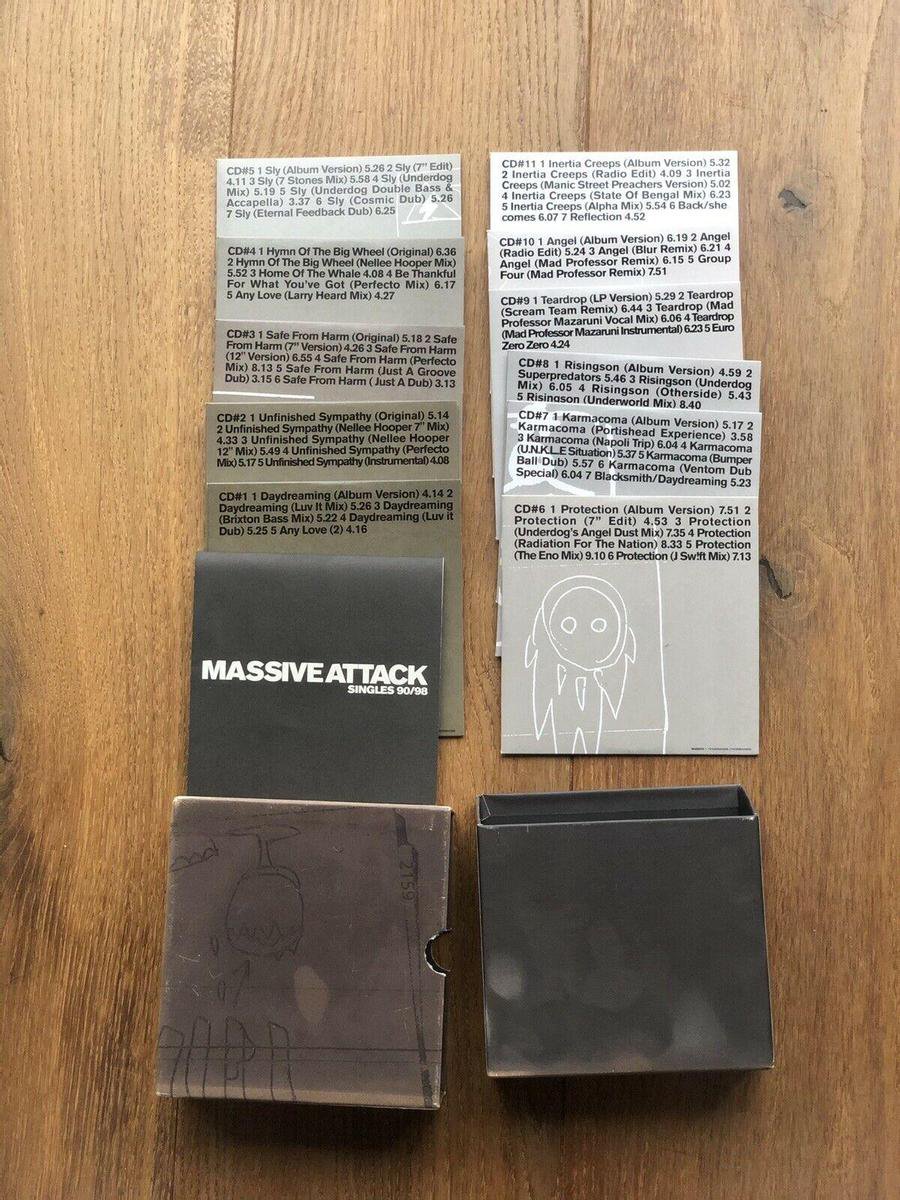 CD#5 1 Sly (Album Version) 5.26 2 Sly (7" Edit)
4.11 3 Sly (7 Stones Mix) 5.58 4 Sly (Underdog
Mix) 5.19 5 Sly (Underdog Double Bass &
Accapella) 3.37 6 Sly (Cosmic Dub) 5.26
7 Sly (Eternal Feedback Dub) 6.25
CD#4 1 Hymn Of The Big Wheel (Original) 6.36
2 Hymn Of The Big Wheel (Nellee Hooper Mix)
5.52 3 Home Of The Whale 4.08 4 Be Thankful
For What You've Got (Perfecto Mix) 6.17
5 Any Love (Larry Heard Mix) 4.27
CD#3 1 Safe From Harm (Original) 5.18 2 Safe
From Harm (7" Version) 4.26 3 Safe From Harm
(12" Version) 6.55 4 Safe From Harm (Perfecto
Mix) 8.13 5 Safe From Harm (Just A Groove
Dub) 3.15 6 Safe From Harm ( Just A Dub) 3.13
CD#2 1 Unfinished Sympathy (Original) 5.14
2 Unfinished Sympathy (Nellee Hooper 7" Mix)
4.33 3 Unfinished Sympathy (Nellee Hooper
12" Mix) 5.49 4 Unfinished Sympathy (Perfecto
Mix) 5.17 5 Unfinished Sympathy (Instrumental) 4.08
CD#1 1 Daydreaming (Album Version) 4.14 2
Daydreaming (Luv It Mix) 5.26 3 Daydreaming
(Brixton Bass Mix) 5.22 4 Daydreaming (Luv it
Dub) 5.25 5 Any Love (2) 4.16
MASSIVE ATTACK
SINGLES 90/98
2159
CD#11 1 Inertia Creeps (Album Version) 5.32
2 Inertia Creeps (Radio Edit) 4.09 3 Inertia
Creeps (Manic Street Preachers Version) 5.02
4 Inertia Creeps (State Of Bengal Mix) 6.23
5 Inertia Creeps (Alpha Mix) 5.54 6 Back/she
comes 6.07 7 Reflection 4.52
CD#10 1 Angel (Album Version) 6.19 2 Angel
(Radio Edit) 5.24 3 Angel (Blur Remix) 6.21 4
Angel (Mad Professor Remix) 6.15 5 Group
Four (Mad Professor Remix) 7.51
CD#9 1 Teardrop (LP Version) 5.29 2 Teardrop
(Scream Team Remix) 6.44 3 Teardrop (Mad
Professor Mazaruni Vocal Mix) 6.06 4 Teardrop
(Mad Professor Mazaruni Instrumental) 6.23 5 Euro
Zero Zero 4.24
CD#8 1 Risingson (Album Version) 4.59 2
Superpredators 5.46 3 Risingson (Underdog
Mix) 6.05 4 Risingson (Otherside) 5.43
5 Risingson (Underworld Mix) 8.40
CD#7 1 Karmacoma (Album Version) 5.17 2
Karmacoma (Portishead Experience) 3.58
3 Karmacoma (Napoli Trip) 6.04 4 Karmacoma
(U.N.K.L.E Situation) 5.37 5 Karmacoma (Bumper
Ball Dub) 5.57 6 Karmacoma (Ventom Dub
Special) 6.04 7 Blacksmith/Daydreaming 5.23
CD#6 1 Protection (Album Version) 7.51 2
Protection (7" Edit) 4.53 3 Protection
(Underdog's Angel Dust Mix) 7.35 4 Protection
(Radiation For The Nation) 8.33 5 Protection
(The Eno Mix) 9.10 6 Protection (J Sw!ft Mix) 7.13